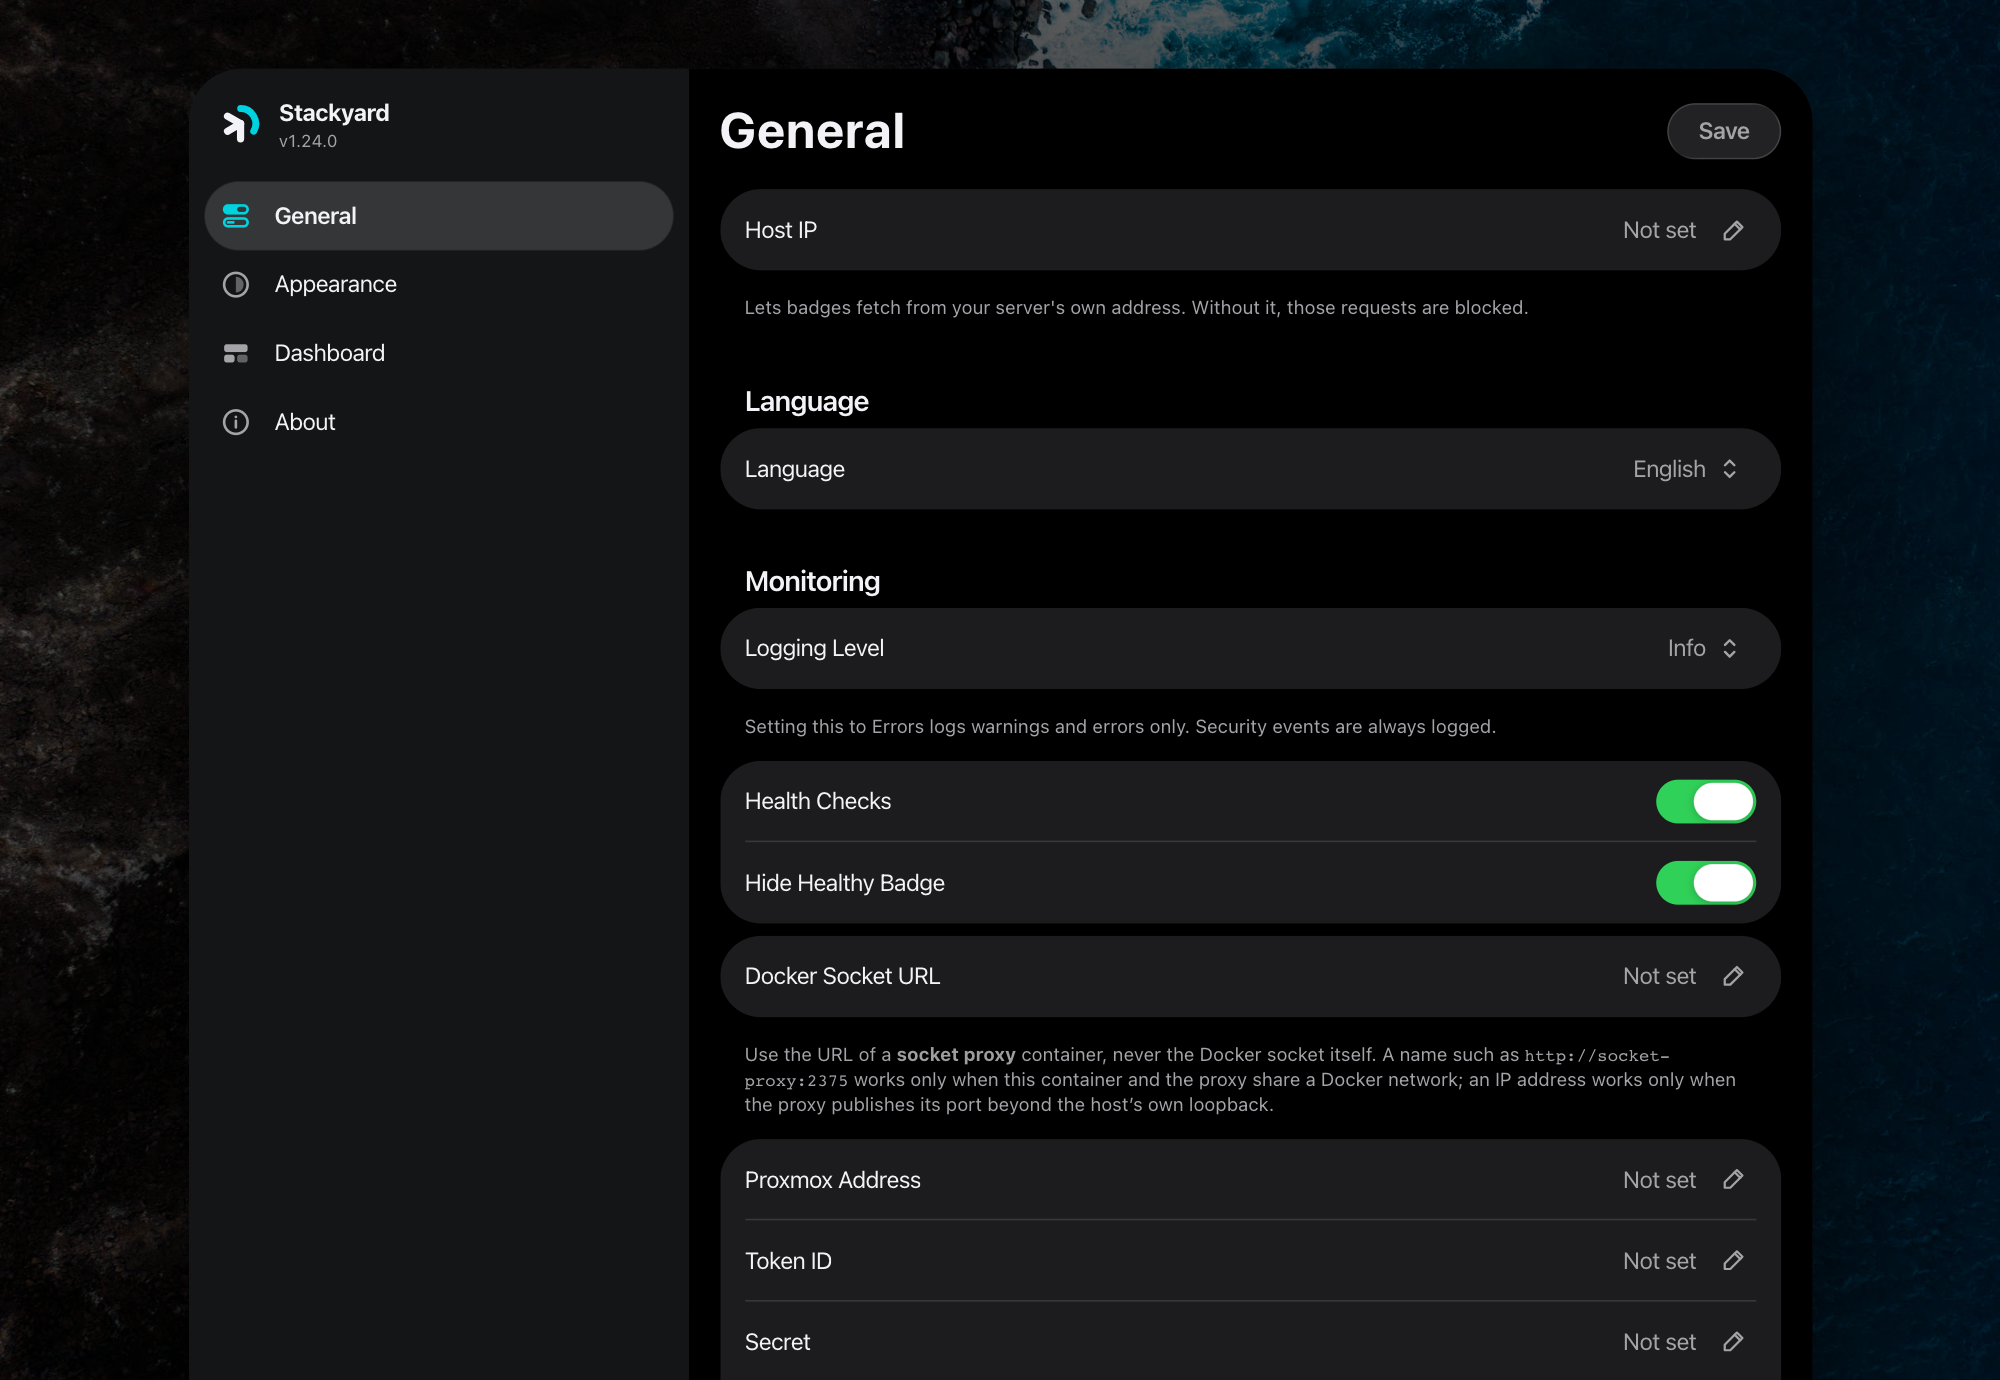 Stackyard
v1.24.0
General
Appearance
Dashboard
About
General
Save
Host IP
Not set
Lets badges fetch from your server's own address. Without it, those requests are blocked.
Language
Language
English
Monitoring
Logging Level
Info
Setting this to Errors logs warnings and errors only. Security events are always logged.
Health Checks
Hide Healthy Badge
Docker Socket URL
Not set
Use the URL of a socket proxy container, never the Docker socket itself. A name such as http://socket-
proxy:2375 works only when this container and the proxy share a Docker network; an IP address works only when
the proxy publishes its port beyond the host’s own loopback.
Proxmox Address
Not set
Token ID
Not set
Secret
Not set